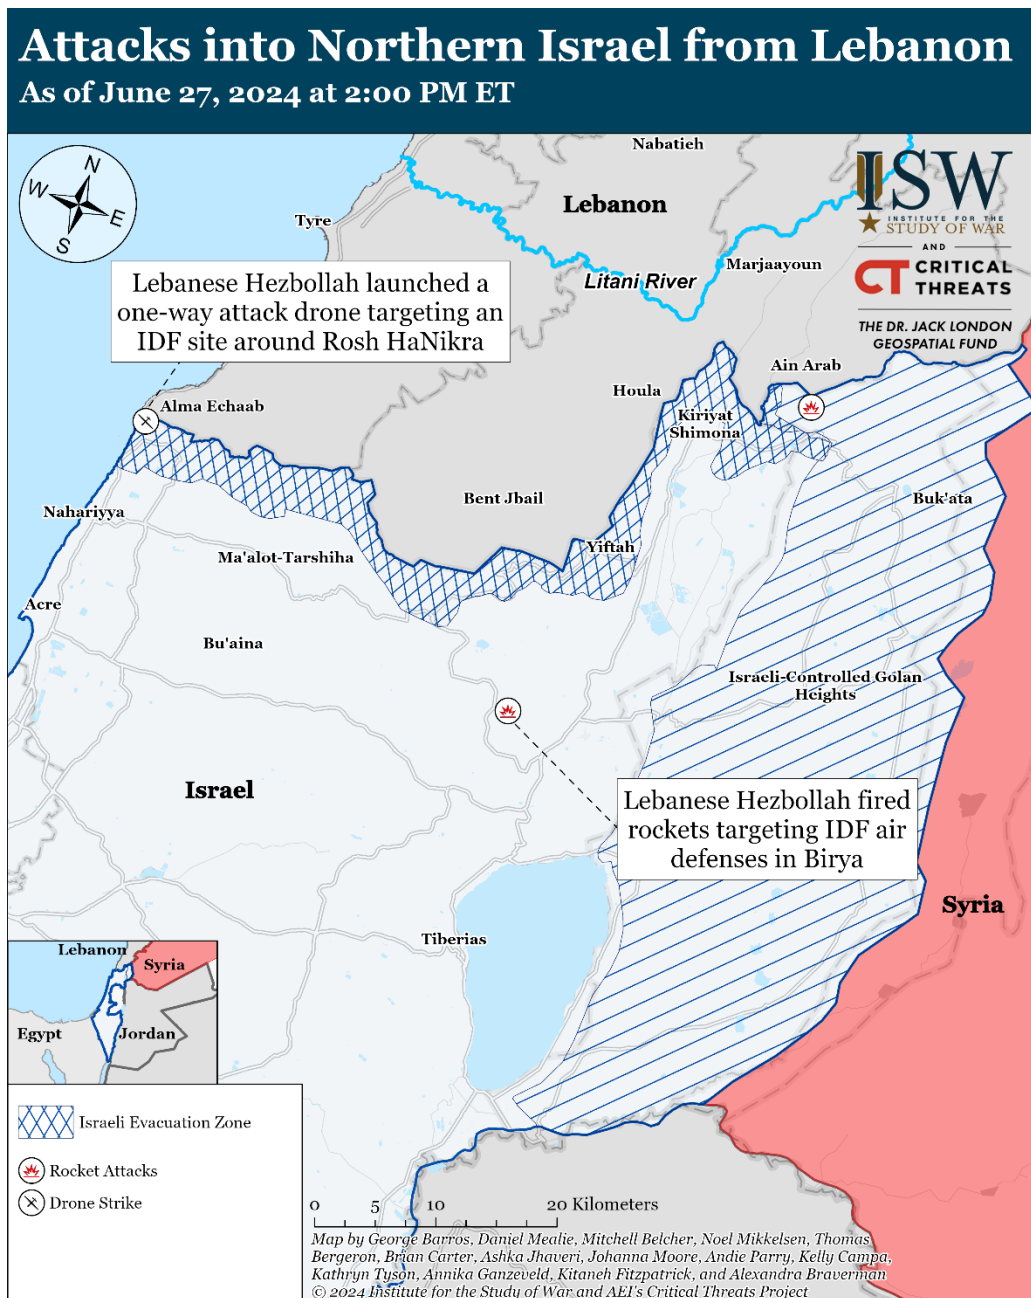 Attacks into Northern Israel from Lebanon
As of June 27, 2024 at 2:00 PM ET
N
W
E
S
Nabatieh
Lebanon
Tyre
Litani River
Marjaayoun
ISW
INSTITUTE FOR THE
STUDY OF WAR
AND
CT CRITICAL
THREATS
THE DR. JACK LONDON
GEOSPATIAL FUND
Lebanese Hezbollah launched a
one-way attack drone targeting an
IDF site around Rosh HaNikra
Ain Arab
Houla
Alma Echaab
Kiriyat
Shimona
Bent Jbail
Buk'ata
Nahariyya
Ma'alot-Tarshiha
Yiftah
Acre
Bu'aina
Israeli-Controlled Golan
Heights
Israel
Lebanese Hezbollah fired
rockets targeting IDF air
defenses in Birya
Syria
Tiberias
Lebanon
Syria
Egypt
Jordan
Israeli Evacuation Zone
Rocket Attacks
Drone Strike
0 5 10 20 Kilometers
Map by George Barros, Daniel Mealie, Mitchell Belcher, Noel Mikkelsen, Thomas
Bergeron, Brian Carter, Ashka Jhaveri, Johanna Moore, Andie Parry, Kelly Campa,
Kathryn Tyson, Annika Ganzeveld, Kitaneh Fitzpatrick, and Alexandra Braverman
© 2024 Institute for the Study of War and AEI's Critical Threats Project